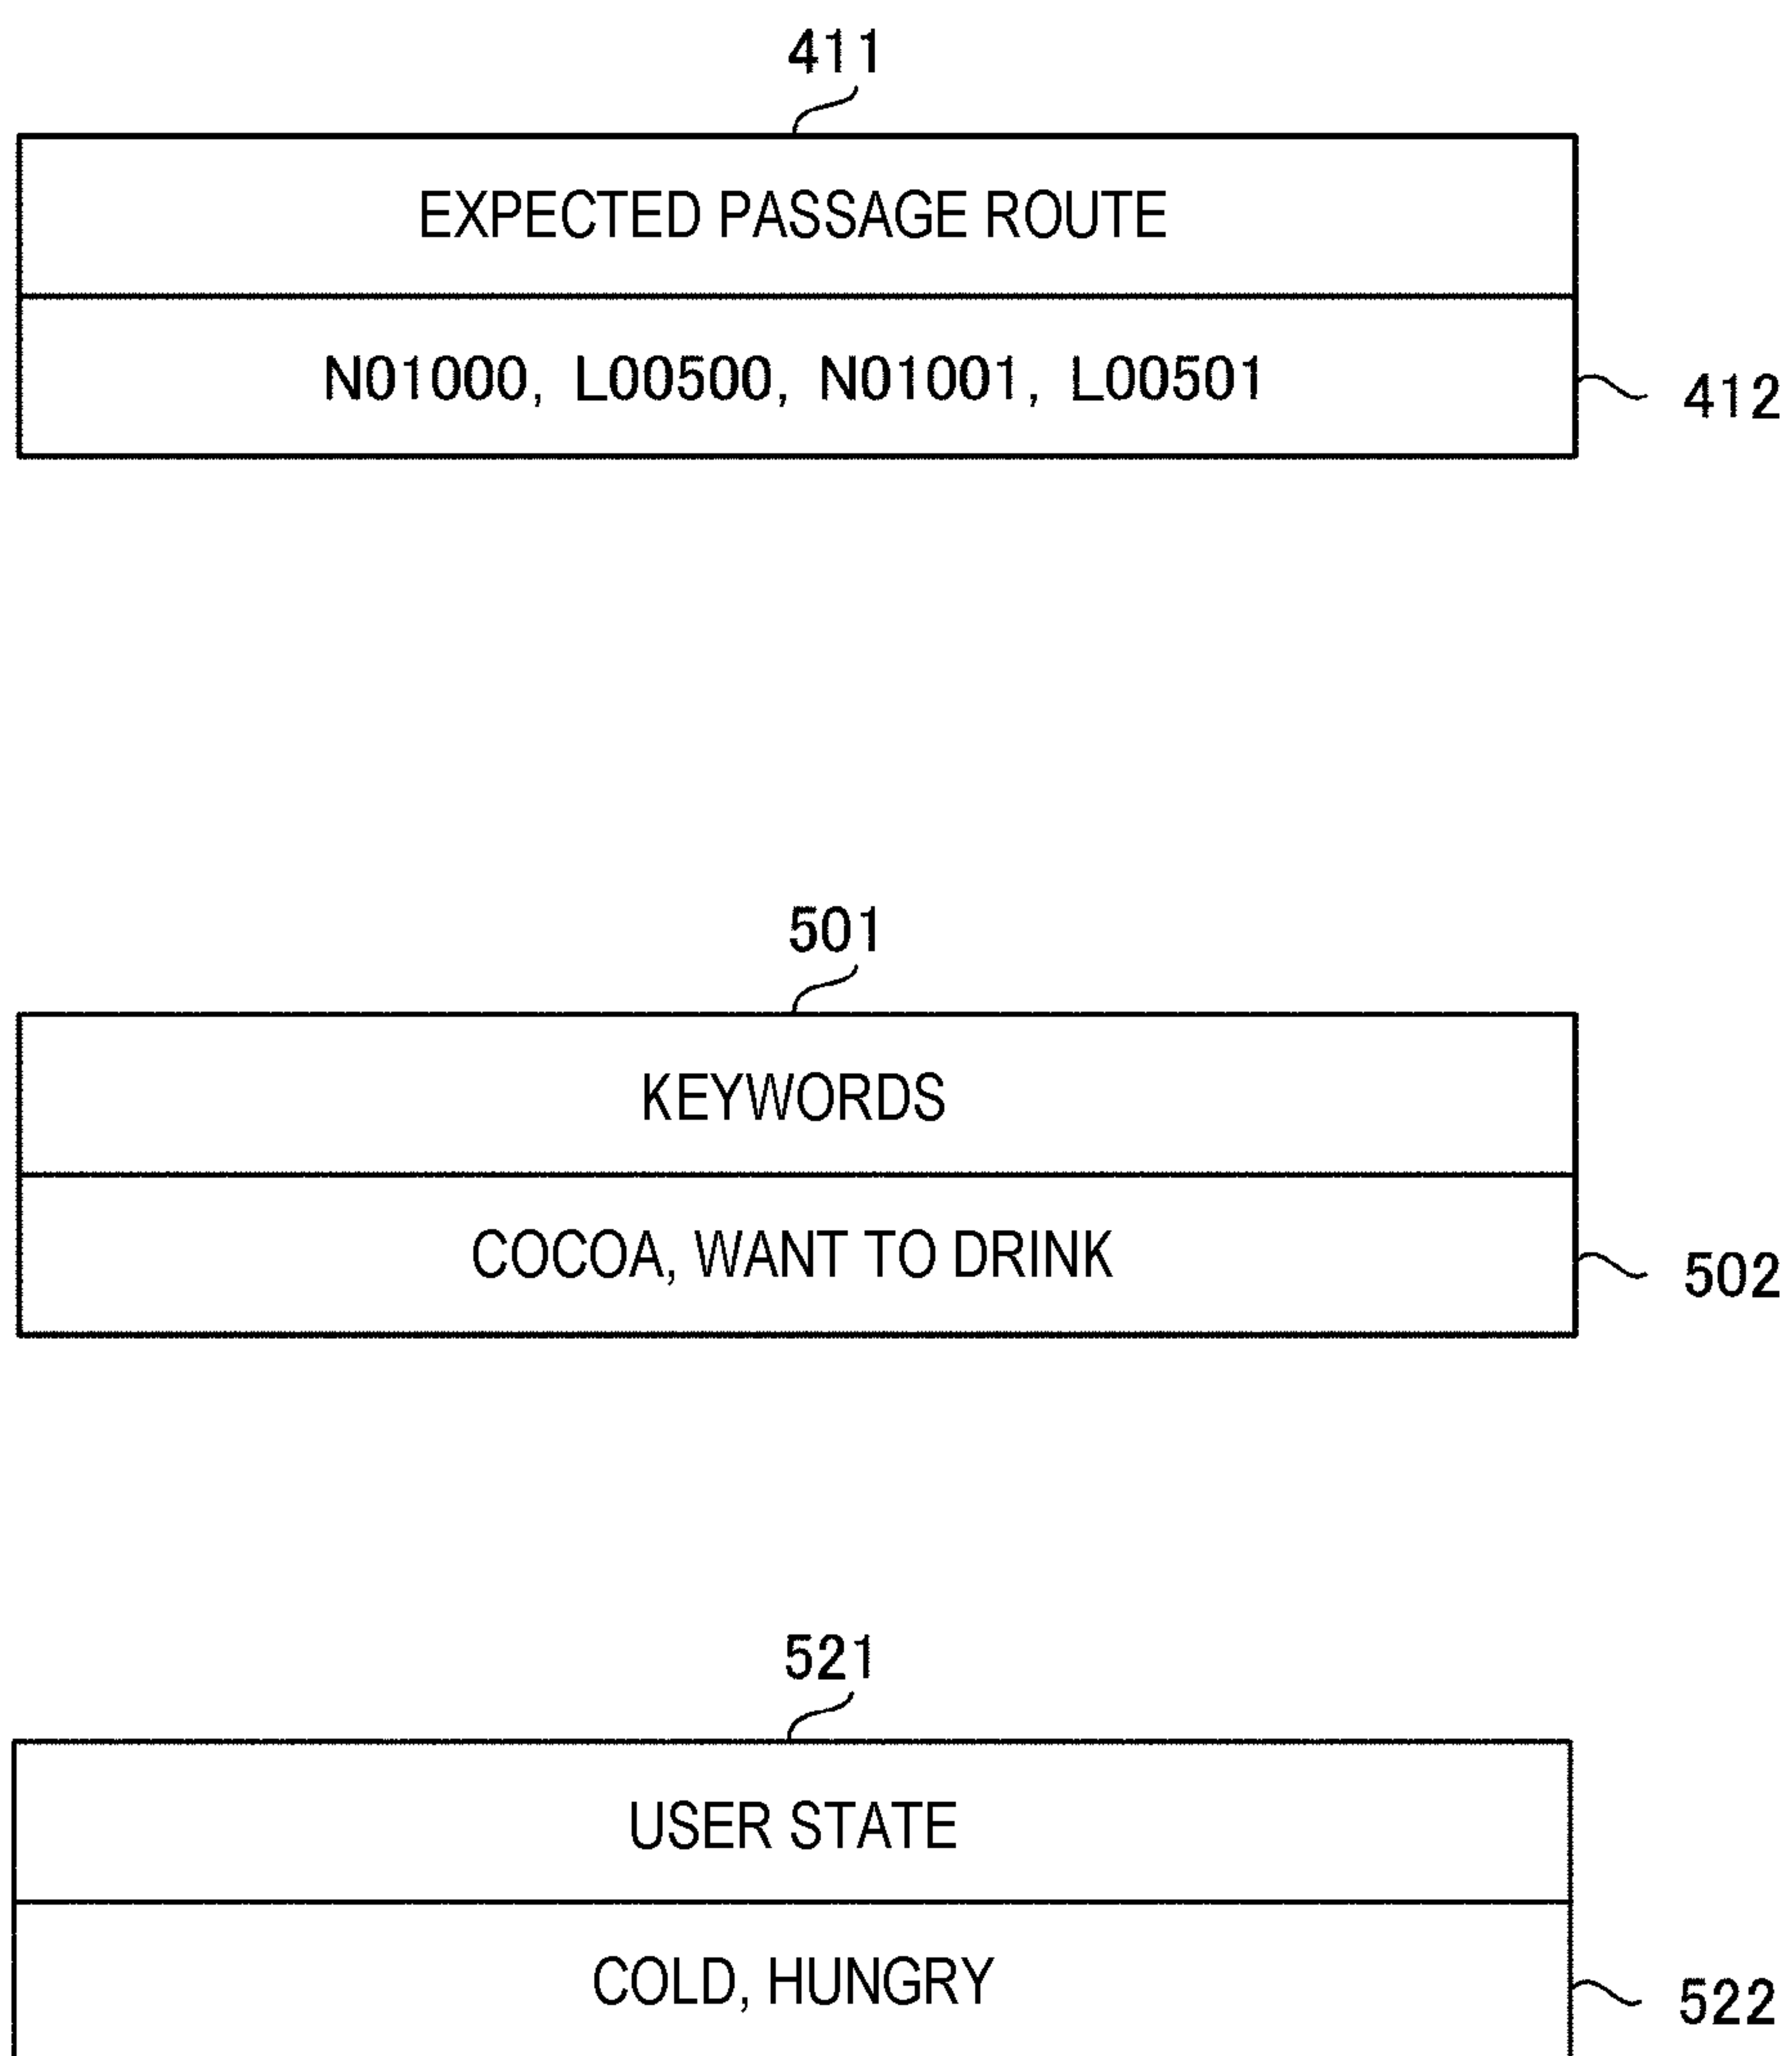 411
EXPECTED PASSAGE ROUTE
N01000, L00500, N01001, L00501
412
501
KEYWORDS
COCOA, WANT TO DRINK
502
521
USER STATE
COLD, HUNGRY
522